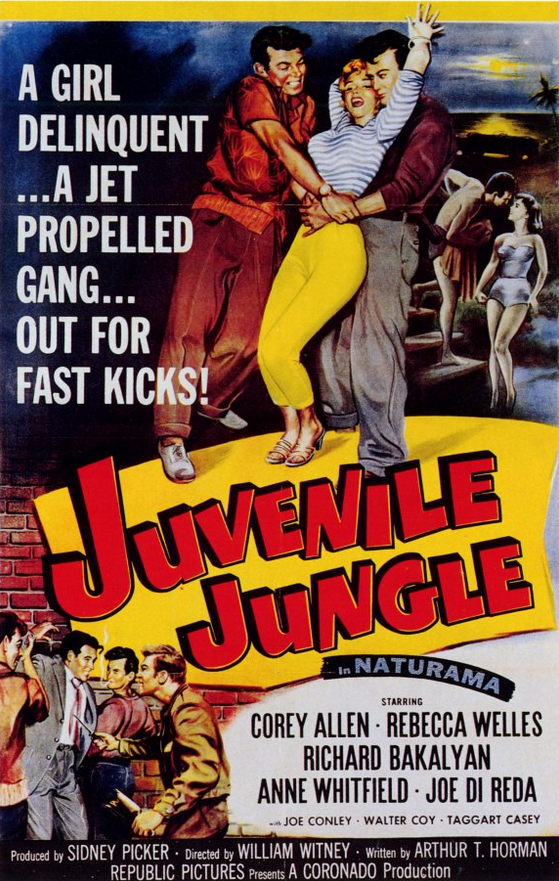 A GIRL
DELINQUENT
...A JET
PROPELLED
GANG...
OUT FOR
FAST KICKS!
JUVENILE
JUNGLE
in NATURAMA
STARRING
COREY ALLEN · REBECCA WELLES
RICHARD BAKALYAN
ANNE WHITFIELD · JOE DI REDA
with JOE CONLEY · WALTER COY · TAGGART CASEY
Produced by SIDNEY PICKER · Directed by WILLIAM WITNEY · Written by ARTHUR T. HORMAN
REPUBLIC PICTURES Presents A CORONADO Production